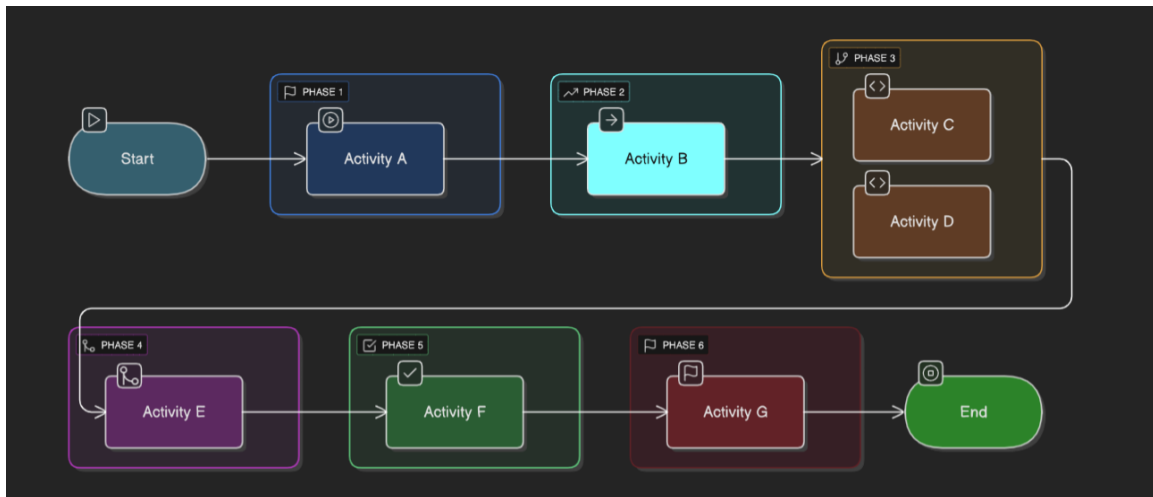 PHASE 1
PHASE 2
PHASE 3
Start
Activity A
Activity B
Activity C
Activity D
PHASE 4
PHASE 5
PHASE 6
Activity E
Activity F
Activity G
End